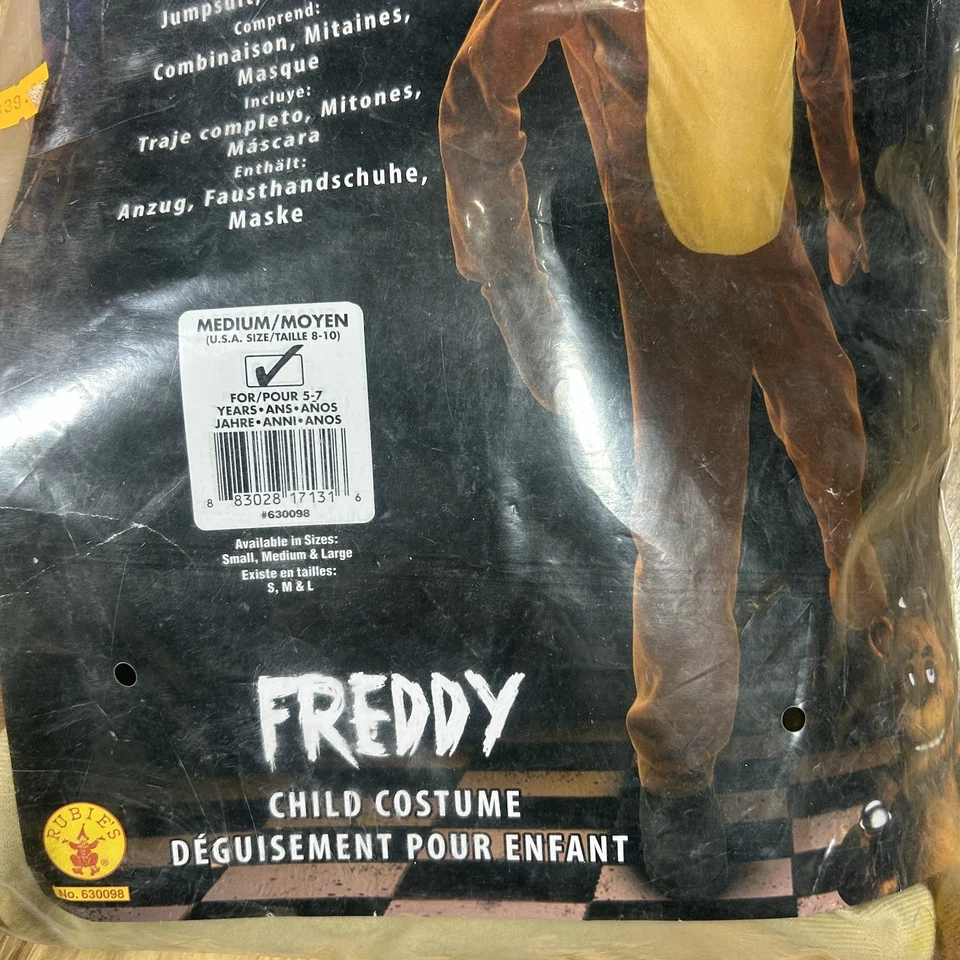 Jumpsuit,
Comprend:
Combinaison, Mitaines,
Masque
Incluye:
Traje completo, Mitones,
Máscara
Enthält:
Anzug, Fausthandschuhe,
Maske
39.
MEDIUM/MOYEN
(U.S.A. SIZE/TAILLE 8-10)
FOR/POUR 5-7
YEARS•ANS•AÑOS
JAHRE•ANNI•ANOS
8 83028 17131 6
#630098
Available in Sizes:
Small, Medium & Large
Existe en tailles:
S, M & L
FREDDY
CHILD COSTUME
DÉGUISEMENT POUR ENFANT
RUBIE'S
®
No. 630098